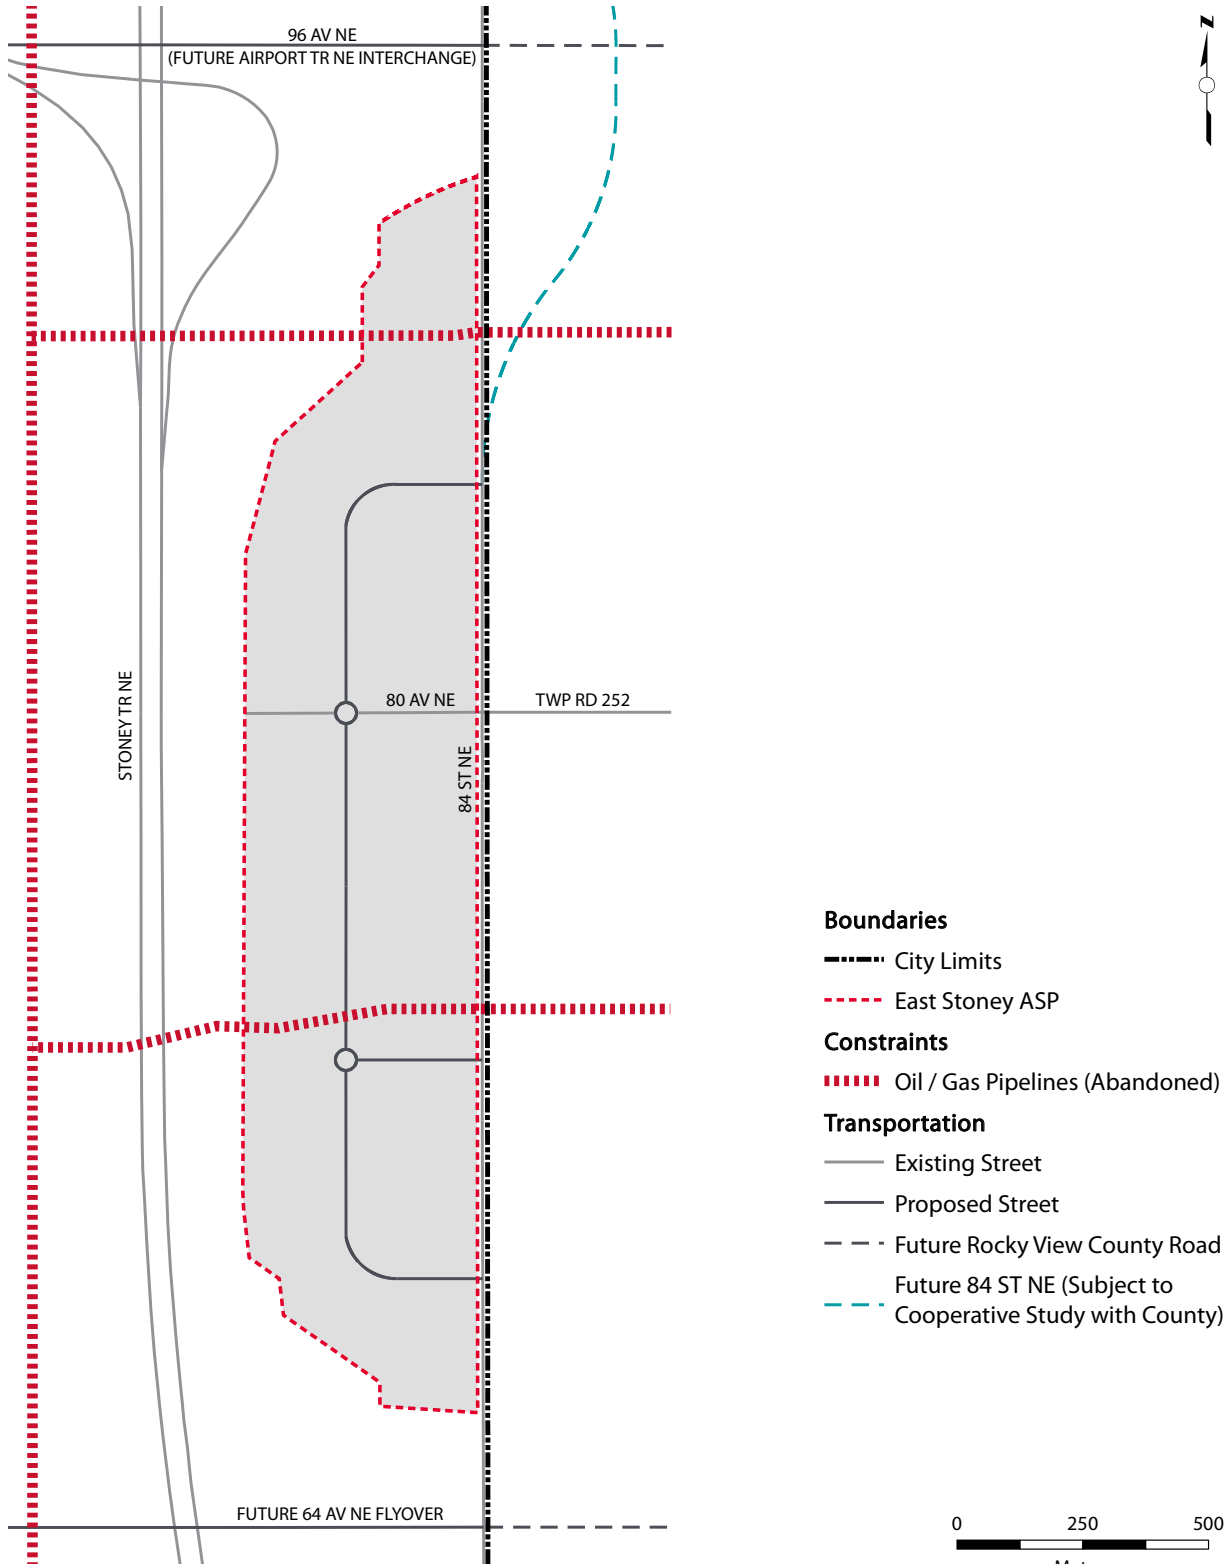 96 AV NE
(FUTURE AIRPORT TR NE INTERCHANGE)
N
STONEY TR NE
80 AV NE
TWP RD 252
84 ST NE
Boundaries
City Limits
East Stoney ASP
Constraints
Oil / Gas Pipelines (Abandoned)
Transportation
Existing Street
Proposed Street
Future Rocky View County Road
Future 84 ST NE (Subject to
Cooperative Study with County)
FUTURE 64 AV NE FLYOVER
0 250 500